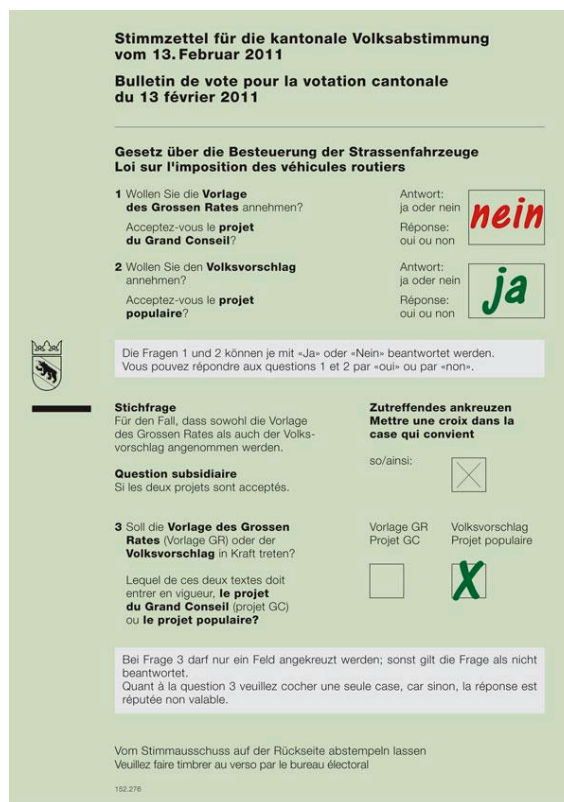 Stimmzettel für die kantonale Volksabstimmung
vom 13. Februar 2011
Bulletin de vote pour la votation cantonale
du 13 février 2011
Gesetz über die Besteuerung der Strassenfahrzeuge
Loi sur l'imposition des véhicules routiers
1 Wollen Sie die Vorlage
des Grossen Rates annehmen?
Acceptez-vous le projet
du Grand Conseil?
Antwort:
ja oder nein
Réponse:
oui ou non
nein
2 Wollen Sie den Volksvorschlag
annehmen?
Acceptez-vous le projet
populaire?
Antwort:
ja oder nein
Réponse:
oui ou non
ja
Die Fragen 1 und 2 können je mit «Ja» oder «Nein» beantwortet werden.
Vous pouvez répondre aux questions 1 et 2 par «oui» ou par «non».
Stichfrage
Für den Fall, dass sowohl die Vorlage
des Grossen Rates als auch der Volks-
vorschlag angenommen werden.
Question subsidiaire
Si les deux projets sont acceptés.
Zutreffendes ankreuzen
Mettre une croix dans la
case qui convient
so/ainsi:
3 Soll die Vorlage des Grossen
Rates (Vorlage GR) oder der
Volksvorschlag in Kraft treten?
Lequel de ces deux textes doit
entrer en vigueur, le projet
du Grand Conseil (projet GC)
ou le projet populaire?
Vorlage GR
Projet GC
Volksvorschlag
Projet populaire
X
Bei Frage 3 darf nur ein Feld angekreuzt werden; sonst gilt die Frage als nicht
beantwortet.
Quant à la question 3 veuillez cocher une seule case, car sinon, la réponse est
réputée non valable.
Vom Stimmausschuss auf der Rückseite abstempeln lassen
Veuillez faire timbrer au verso par le bureau électoral
152.276